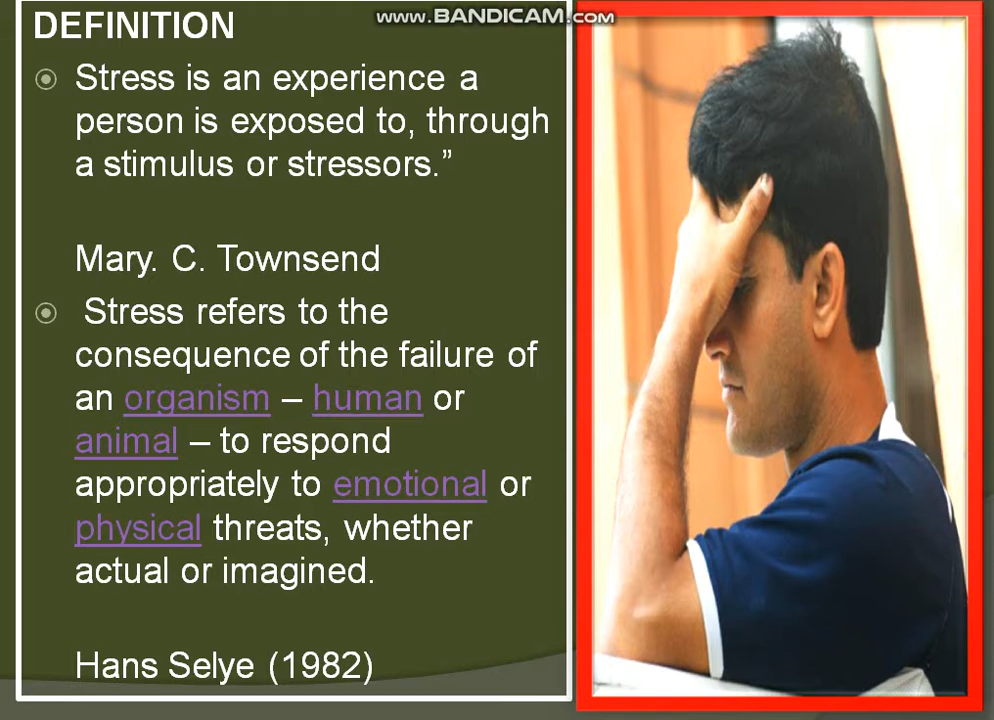 www.BANDICAM.com
DEFINITION
Stress is an experience a
person is exposed to, through
a stimulus or stressors.”
Mary. C. Townsend
Stress refers to the
consequence of the failure of
an organism – human or
animal – to respond
appropriately to emotional or
physical threats, whether
actual or imagined.
Hans Selye (1982)